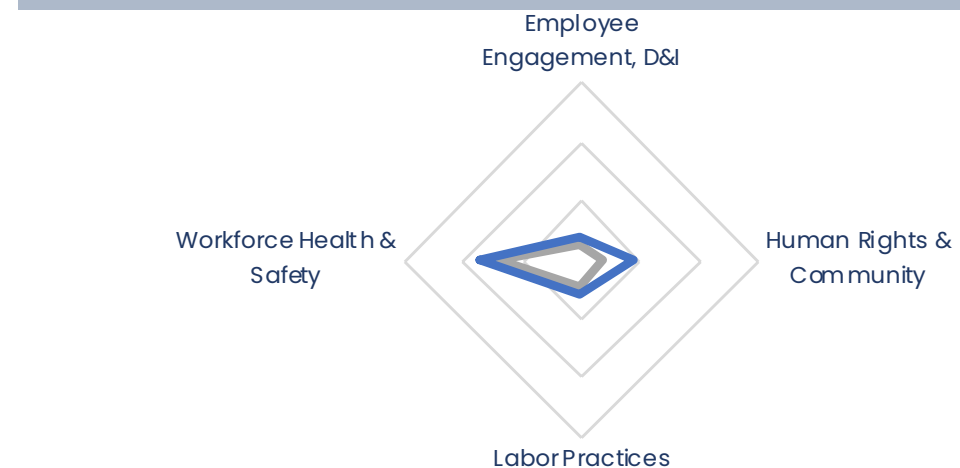 Employee
Engagement, D&I
Workforce Health &
Safety
Human Rights &
Community
Labor Practices